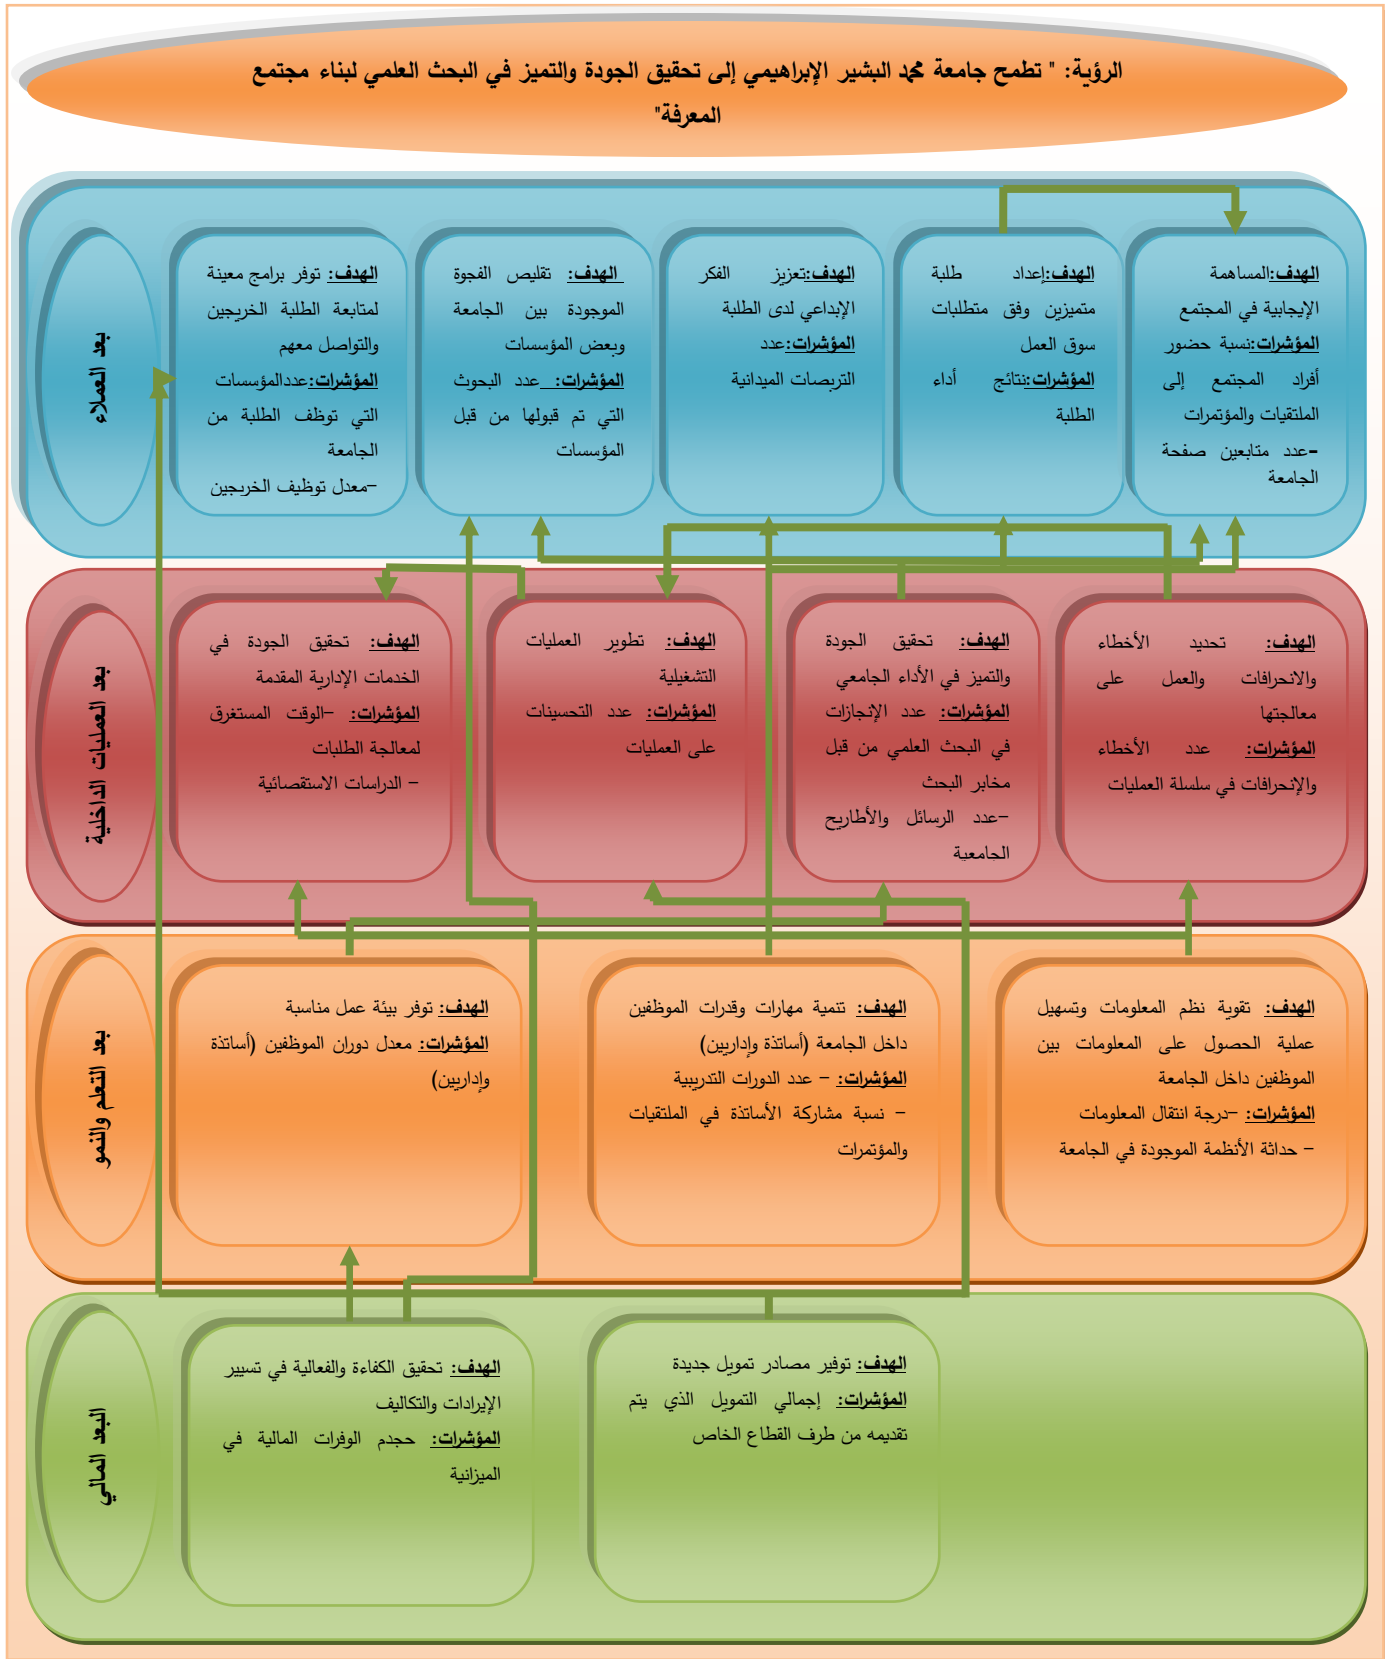 الرؤية: " تطمح جامعة محمد البشير الإبراهيمي إلى تحقيق الجودة والتميز في البحث العلمي لبناء مجتمع
المعرفة"
الهدف:المساهمة
الإيجابية في المجتمع
المؤشرات:نسبة حضور
أفراد المجتمع إلى
الملتقيات والمؤتمرات
-عدد متابعين صفحة
الجامعة
الهدف:إعداد طلبة
متميزين وفق متطلبات
سوق العمل
المؤشرات:نتائج أداء
الطلبة
الهدف:تعزيز الفكر
الإبداعي لدى الطلبة
المؤشرات:عدد
التربصات الميدانية
الهدف: تقليص الفجوة
الموجودة بين الجامعة
وبعض المؤسسات
المؤشرات: عدد البحوث
التي تم قبولها من قبل
المؤسسات
الهدف: توفر برامج معينة
لمتابعة الطلبة الخريجين
والتواصل معهم
المؤشرات:عددالمؤسسات
التي توظف الطلبة من
الجامعة
-معدل توظيف الخريجين
بعد العملاء
الهدف: تحديد الأخطاء
والانحرافات والعمل على
معالجتها
المؤشرات: عدد الأخطاء
والإنحرافات في سلسلة العمليات
الهدف: تحقيق الجودة
والتميز في الأداء الجامعي
المؤشرات: عدد الإنجازات
في البحث العلمي من قبل
مخابر البحث
-عدد الرسائل والأطاريح
الجامعية
الهدف: تطوير العمليات
التشغيلية
المؤشرات: عدد التحسينات
على العمليات
الهدف: تحقيق الجودة في
الخدمات الإدارية المقدمة
المؤشرات: -الوقت المستغرق
لمعالجة الطلبات
- الدراسات الاستقصائية
بعد العمليات الداخلية
الهدف: تقوية نظم المعلومات وتسهيل
عملية الحصول على المعلومات بين
الموظفين داخل الجامعة
المؤشرات: -درجة انتقال المعلومات
- حداثة الأنظمة الموجودة في الجامعة
الهدف: تنمية مهارات وقدرات الموظفين
داخل الجامعة (أساتذة وإداريين)
المؤشرات: - عدد الدورات التدريبية
- نسبة مشاركة الأساتذة في الملتقيات
والمؤتمرات
الهدف: توفر بيئة عمل مناسبة
المؤشرات: معدل دوران الموظفين (أساتذة
وإداريين)
بعد التعلم والنمو
الهدف: توفير مصادر تمويل جديدة
المؤشرات: إجمالي التمويل الذي يتم
تقديمه من طرف القطاع الخاص
الهدف: تحقيق الكفاءة والفعالية في تسيير
الإيرادات والتكاليف
المؤشرات: حجدم الوفرات المالية في
الميزانية
البعد المالي